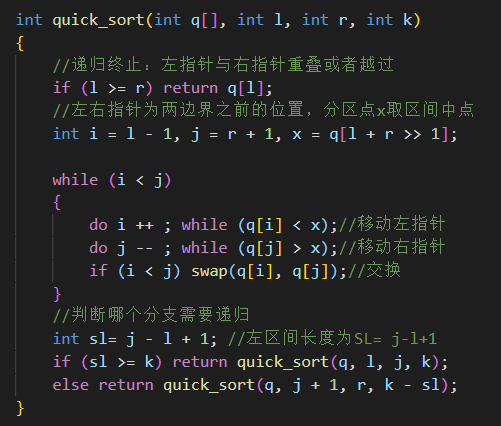 int quick_sort(int q[], int l, int r, int k)
{
    //递归终止：左指针与右指针重叠或者越过
    if (l >= r) return q[l];
    //左右指针为两边界之前的位置，分区点x取区间中点
    int i = l - 1, j = r + 1, x = q[l + r >> 1];

    while (i < j)
    {
        do i ++ ; while (q[i] < x);//移动左指针
        do j -- ; while (q[j] > x);//移动右指针
        if (i < j) swap(q[i], q[j]);//交换
    }
    //判断哪个分支需要递归
    int sl= j - l + 1; //左区间长度为SL= j-l+1
    if (sl >= k) return quick_sort(q, l, j, k);
    else return quick_sort(q, j + 1, r, k - sl);
}